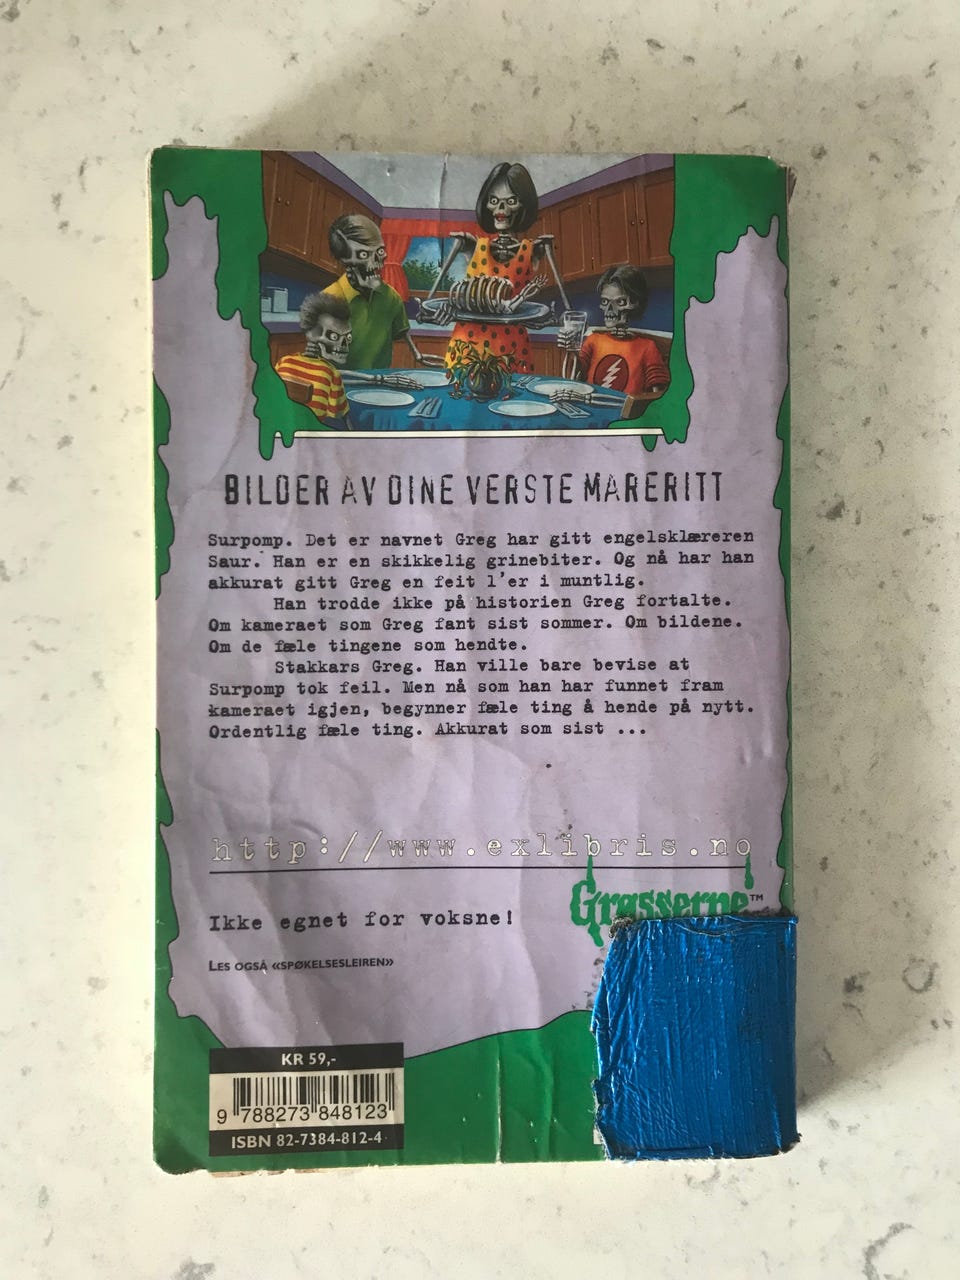 BILDER AV DINE VERSTE MARERITT
Surpomp. Det er navnet Greg har gitt engelsklæreren
Saur. Han er en skikkelig grinebiter. Og nå har han
akkurat gitt Greg en feit l'er i muntlig.
Han trodde ikke på historien Greg fortalte.
Om kameraet som Greg fant sist sommer. Om bildene.
Om de fæle tingene som hendte.
Stakkars Greg. Han ville bare bevise at
Surpomp tok feil. Men nå som han har funnet fram
kameraet igjen, begynner fæle ting å hende på nytt.
Ordentlig fæle ting. Akkurat som sist ...
http://www.exlibris.no
Grøsserne™
Ikke egnet for voksne!
LES OGSÅ «SPØKELSESLEIREN»
KR 59,-
9 788273 848123
ISBN 82-7384-812-4